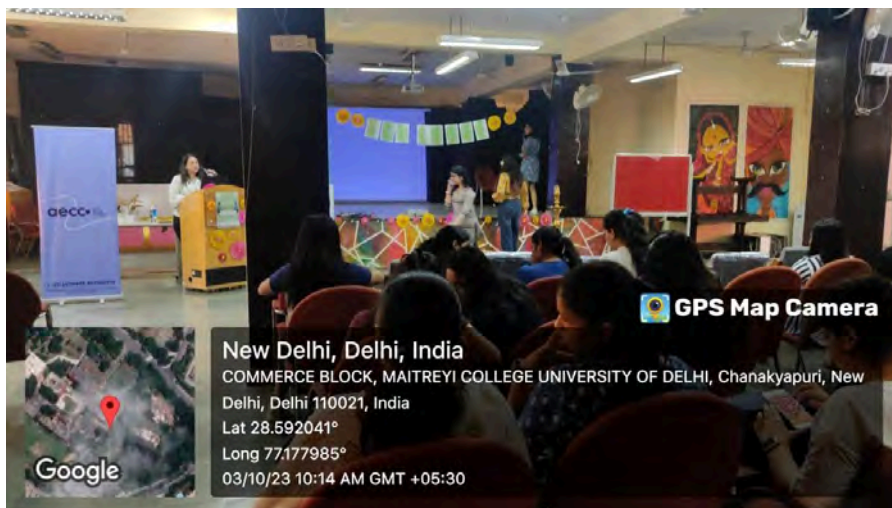 aecc
GPS Map Camera
New Delhi, Delhi, India
COMMERCE BLOCK, MAITREYI COLLEGE UNIVERSITY OF DELHI, Chanakyapuri, New
Delhi, Delhi 110021, India
Lat 28.592041°
Long 77.177985°
03/10/23 10:14 AM GMT +05:30
Google